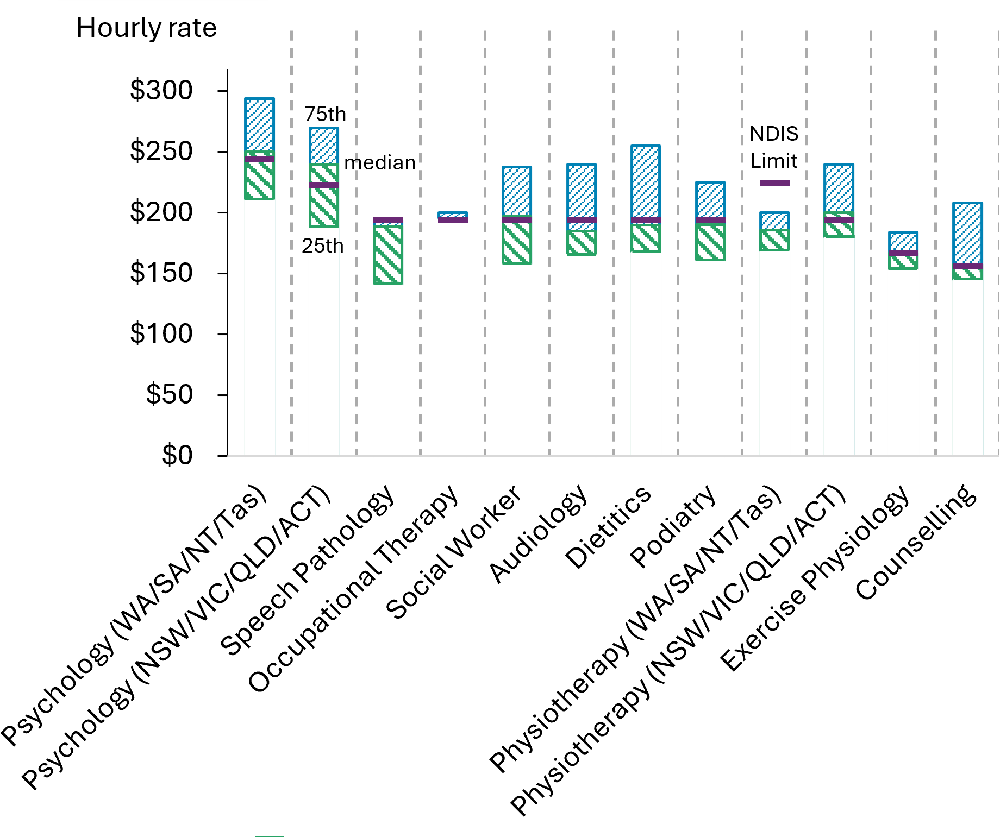 Hourly rate
$300
$250
$200
$150
$100
$50
$0
75th
median
25th
NDIS
Limit
Psychology (WA/SA/NT/Tas)
Psychology (NSW/VIC/QLD/ACT)
Speech Pathology
Occupational Therapy
Social Worker
Audiology
Dietitics
Podiatry
Physiotherapy (WA/SA/NT/Tas)
Physiotherapy (NSW/VIC/QLD/ACT)
Exercise Physiology
Counselling